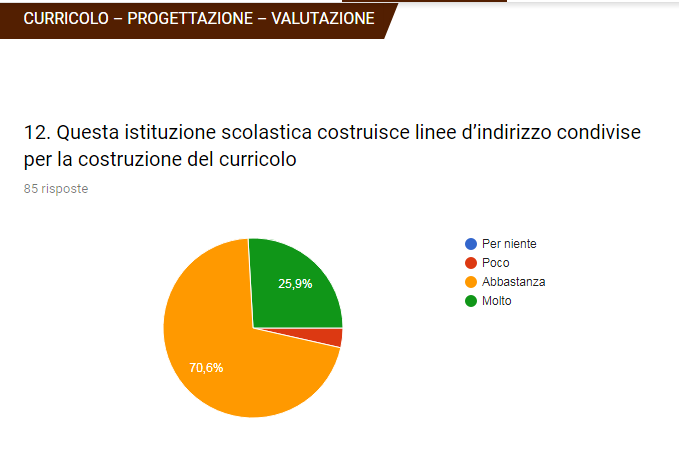 CURRICOLO – PROGETTAZIONE – VALUTAZIONE
12. Questa istituzione scolastica costruisce linee d’indirizzo condivise
per la costruzione del curricolo
85 risposte
25,9%
70,6%
Per niente
Poco
Abbastanza
Molto